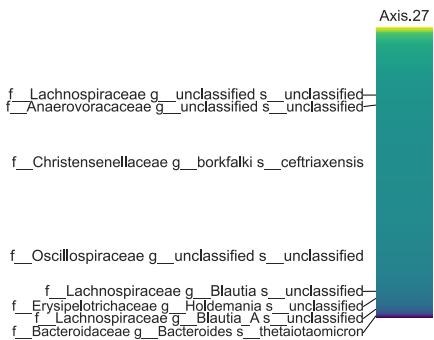 Axis.27
f__Lachnospiraceae g__unclassified s__unclassified
f__Anaerovoracaceae g__unclassified s__unclassified
f__Christensenellaceae g__borkfalki s__ceftriaxensis
f__Oscillospiraceae g__unclassified s__unclassified
f__Lachnospiraceae g__Blautia s__unclassified
f__Erysipelotrichaceae g__Holdemania s__unclassified
f__Lachnospiraceae g__Blautia_A s__unclassified
f__Bacteroidaceae g__Bacteroides s__thetaiotaomicron